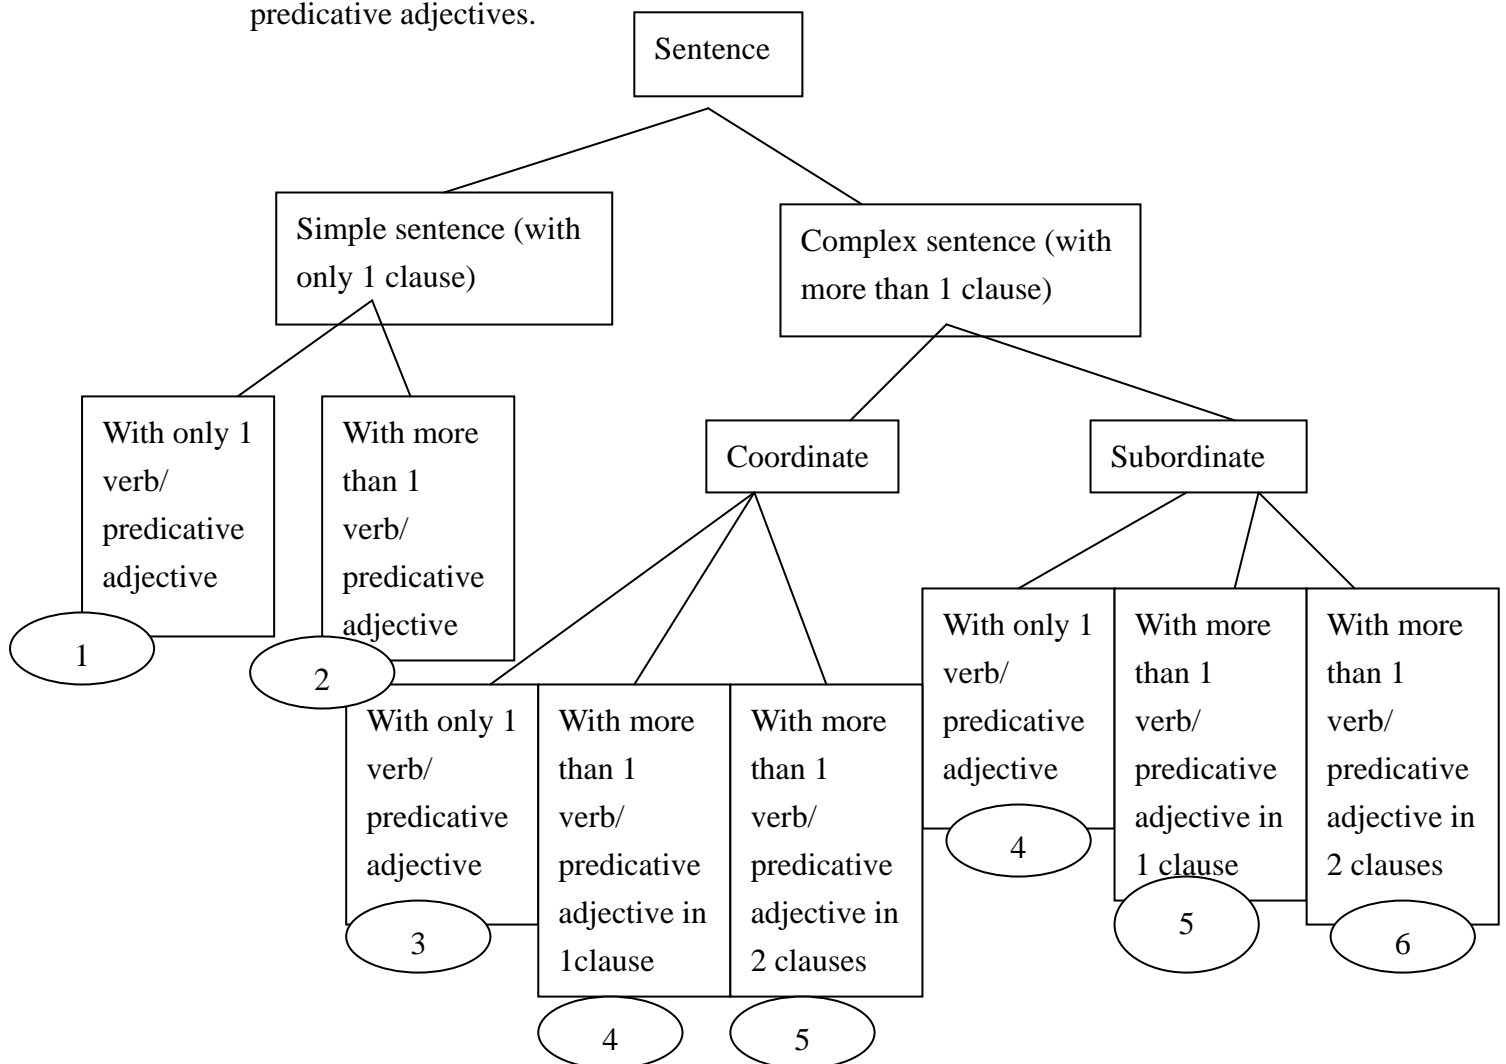 predicative adjectives.
Sentence
Simple sentence (with
only 1 clause)
Complex sentence (with
more than 1 clause)
With only 1
verb/
predicative
adjective
1
With more
than 1
verb/
predicative
adjective
2
Coordinate
Subordinate
With only 1
verb/
predicative
adjective
3
With more
than 1
verb/
predicative
adjective in
1clause
4
With more
than 1
verb/
predicative
adjective in
2 clauses
5
With only 1
verb/
predicative
adjective
4
With more
than 1
verb/
predicative
adjective in
1 clause
5
With more
than 1
verb/
predicative
adjective in
2 clauses
6